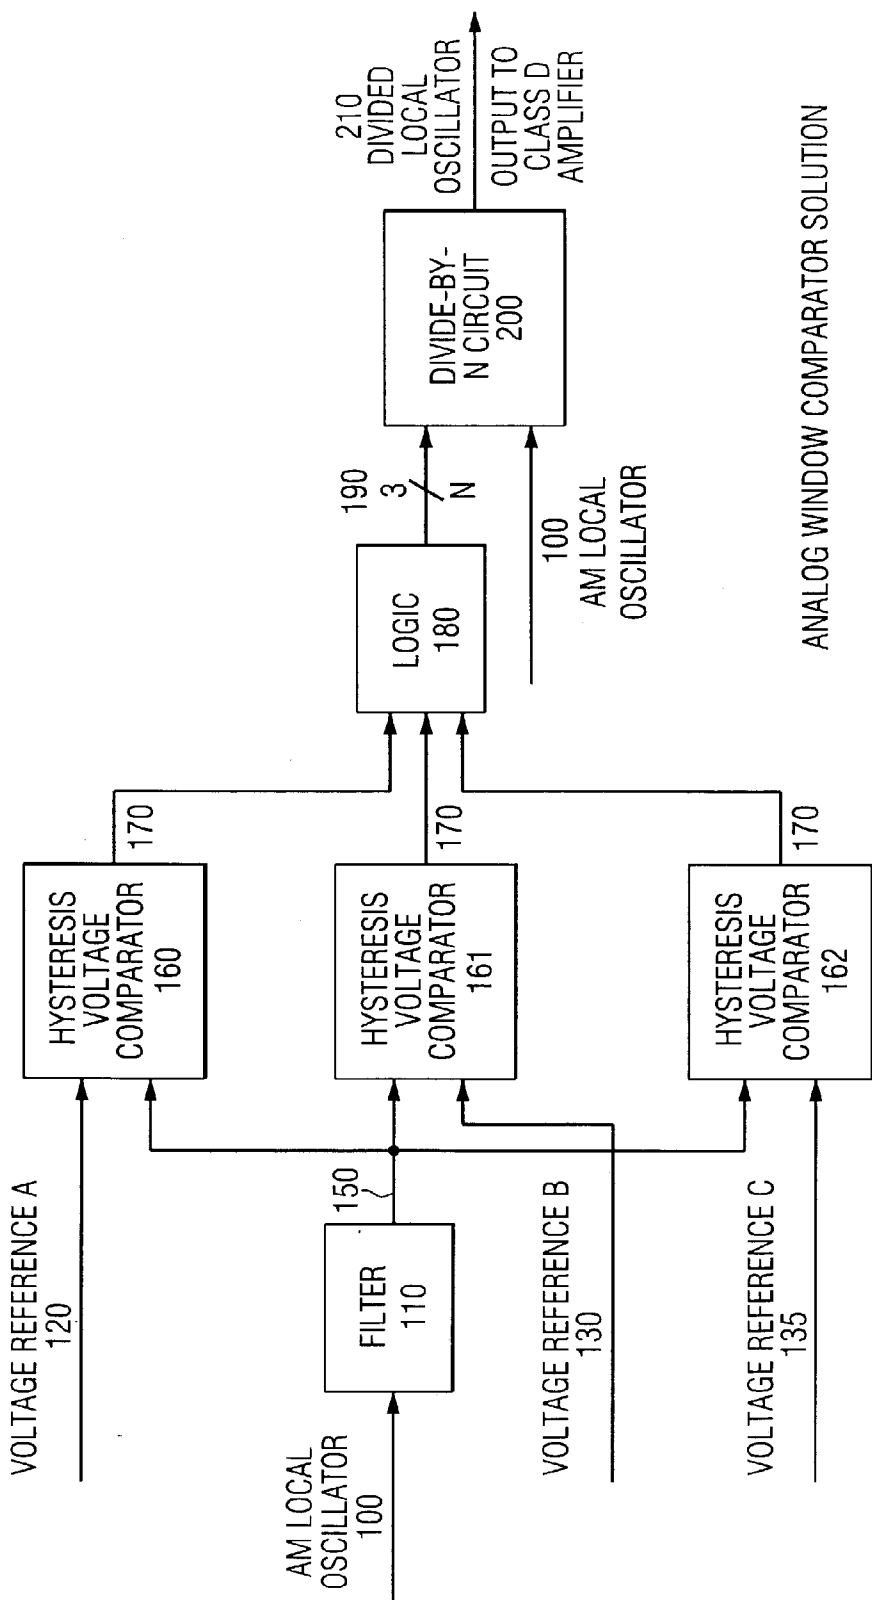 VOLTAGE REFERENCE A
120
AM LOCAL
OSCILLATOR
100
FILTER
110
150
VOLTAGE REFERENCE B
130
VOLTAGE REFERENCE C
135
HYSTERESIS
VOLTAGE
COMPARATOR
160
170
HYSTERESIS
VOLTAGE
COMPARATOR
161
170
HYSTERESIS
VOLTAGE
COMPARATOR
162
170
LOGIC
180
190
3
N
100
AM LOCAL
OSCILLATOR
DIVIDE-BY-
N CIRCUIT
200
210
DIVIDED
LOCAL
OSCILLATOR
OUTPUT TO
CLASS D
AMPLIFIER
ANALOG WINDOW COMPARATOR SOLUTION